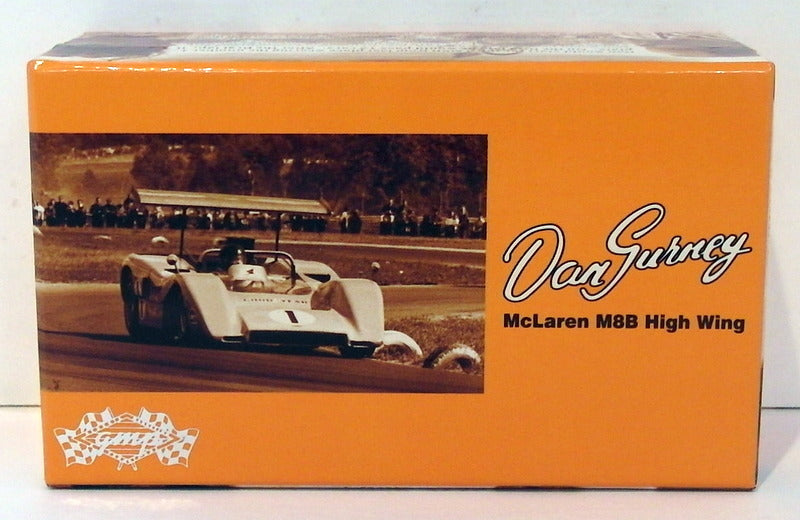 Dan Gurney
McLaren M8B High Wing
GOOD YEAR
1
gmp